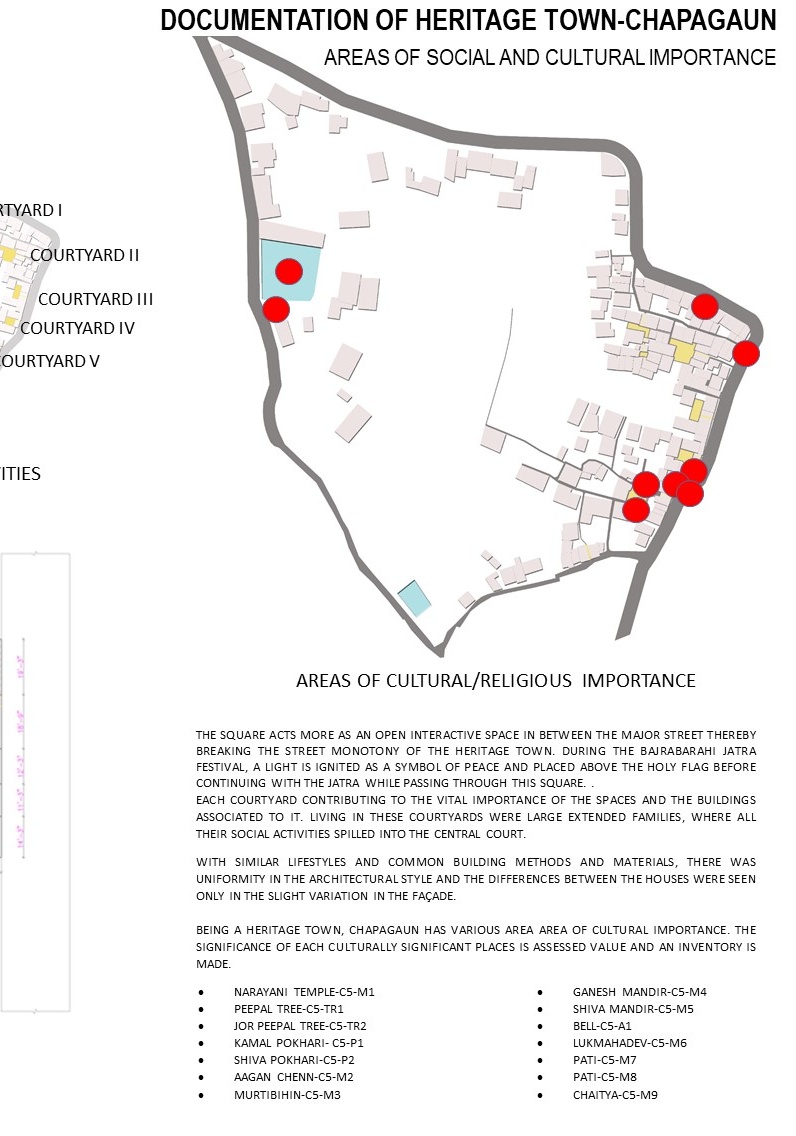 DOCUMENTATION OF HERITAGE TOWN-CHAPAGAUN
AREAS OF SOCIAL AND CULTURAL IMPORTANCE
RTYARD I
COURTYARD II
COURTYARD III
COURTYARD IV
OURTYARD V
ITIES
AREAS OF CULTURAL/RELIGIOUS IMPORTANCE
THE SQUARE ACTS MORE AS AN OPEN INTERACTIVE SPACE IN BETWEEN THE MAJOR STREET THEREBY
BREAKING THE STREET MONOTONY OF THE HERITAGE TOWN. DURING THE BAJRABARAHI JATRA
FESTIVAL, A LIGHT IS IGNITED AS A SYMBOL OF PEACE AND PLACED ABOVE THE HOLY FLAG BEFORE
CONTINUING WITH THE JATRA WHILE PASSING THROUGH THIS SQUARE. .
EACH COURTYARD CONTRIBUTING TO THE VITAL IMPORTANCE OF THE SPACES AND THE BUILDINGS
ASSOCIATED TO IT. LIVING IN THESE COURTYARDS WERE LARGE EXTENDED FAMILIES, WHERE ALL
THEIR SOCIAL ACTIVITIES SPILLED INTO THE CENTRAL COURT.
WITH SIMILAR LIFESTYLES AND COMMON BUILDING METHODS AND MATERIALS, THERE WAS
UNIFORMITY IN THE ARCHITECTURAL STYLE AND THE DIFFERENCES BETWEEN THE HOUSES WERE SEEN
ONLY IN THE SLIGHT VARIATION IN THE FAÇADE.
BEING A HERITAGE TOWN, CHAPAGAUN HAS VARIOUS AREA AREA OF CULTURAL IMPORTANCE. THE
SIGNIFICANCE OF EACH CULTURALLY SIGNIFICANT PLACES IS ASSESSED VALUE AND AN INVENTORY IS
MADE.
• NARAYANI TEMPLE-C5-M1
• PEEPAL TREE-C5-TR1
• JOR PEEPAL TREE-C5-TR2
• KAMAL POKHARI- C5-P1
• SHIVA POKHARI-C5-P2
• AAGAN CHENN-C5-M2
• MURTIBIHIN-C5-M3
• GANESH MANDIR-C5-M4
• SHIVA MANDIR-C5-M5
• BELL-C5-A1
• LUKMAHADEV-C5-M6
• PATI-C5-M7
• PATI-C5-M8
• CHAITYA-C5-M9